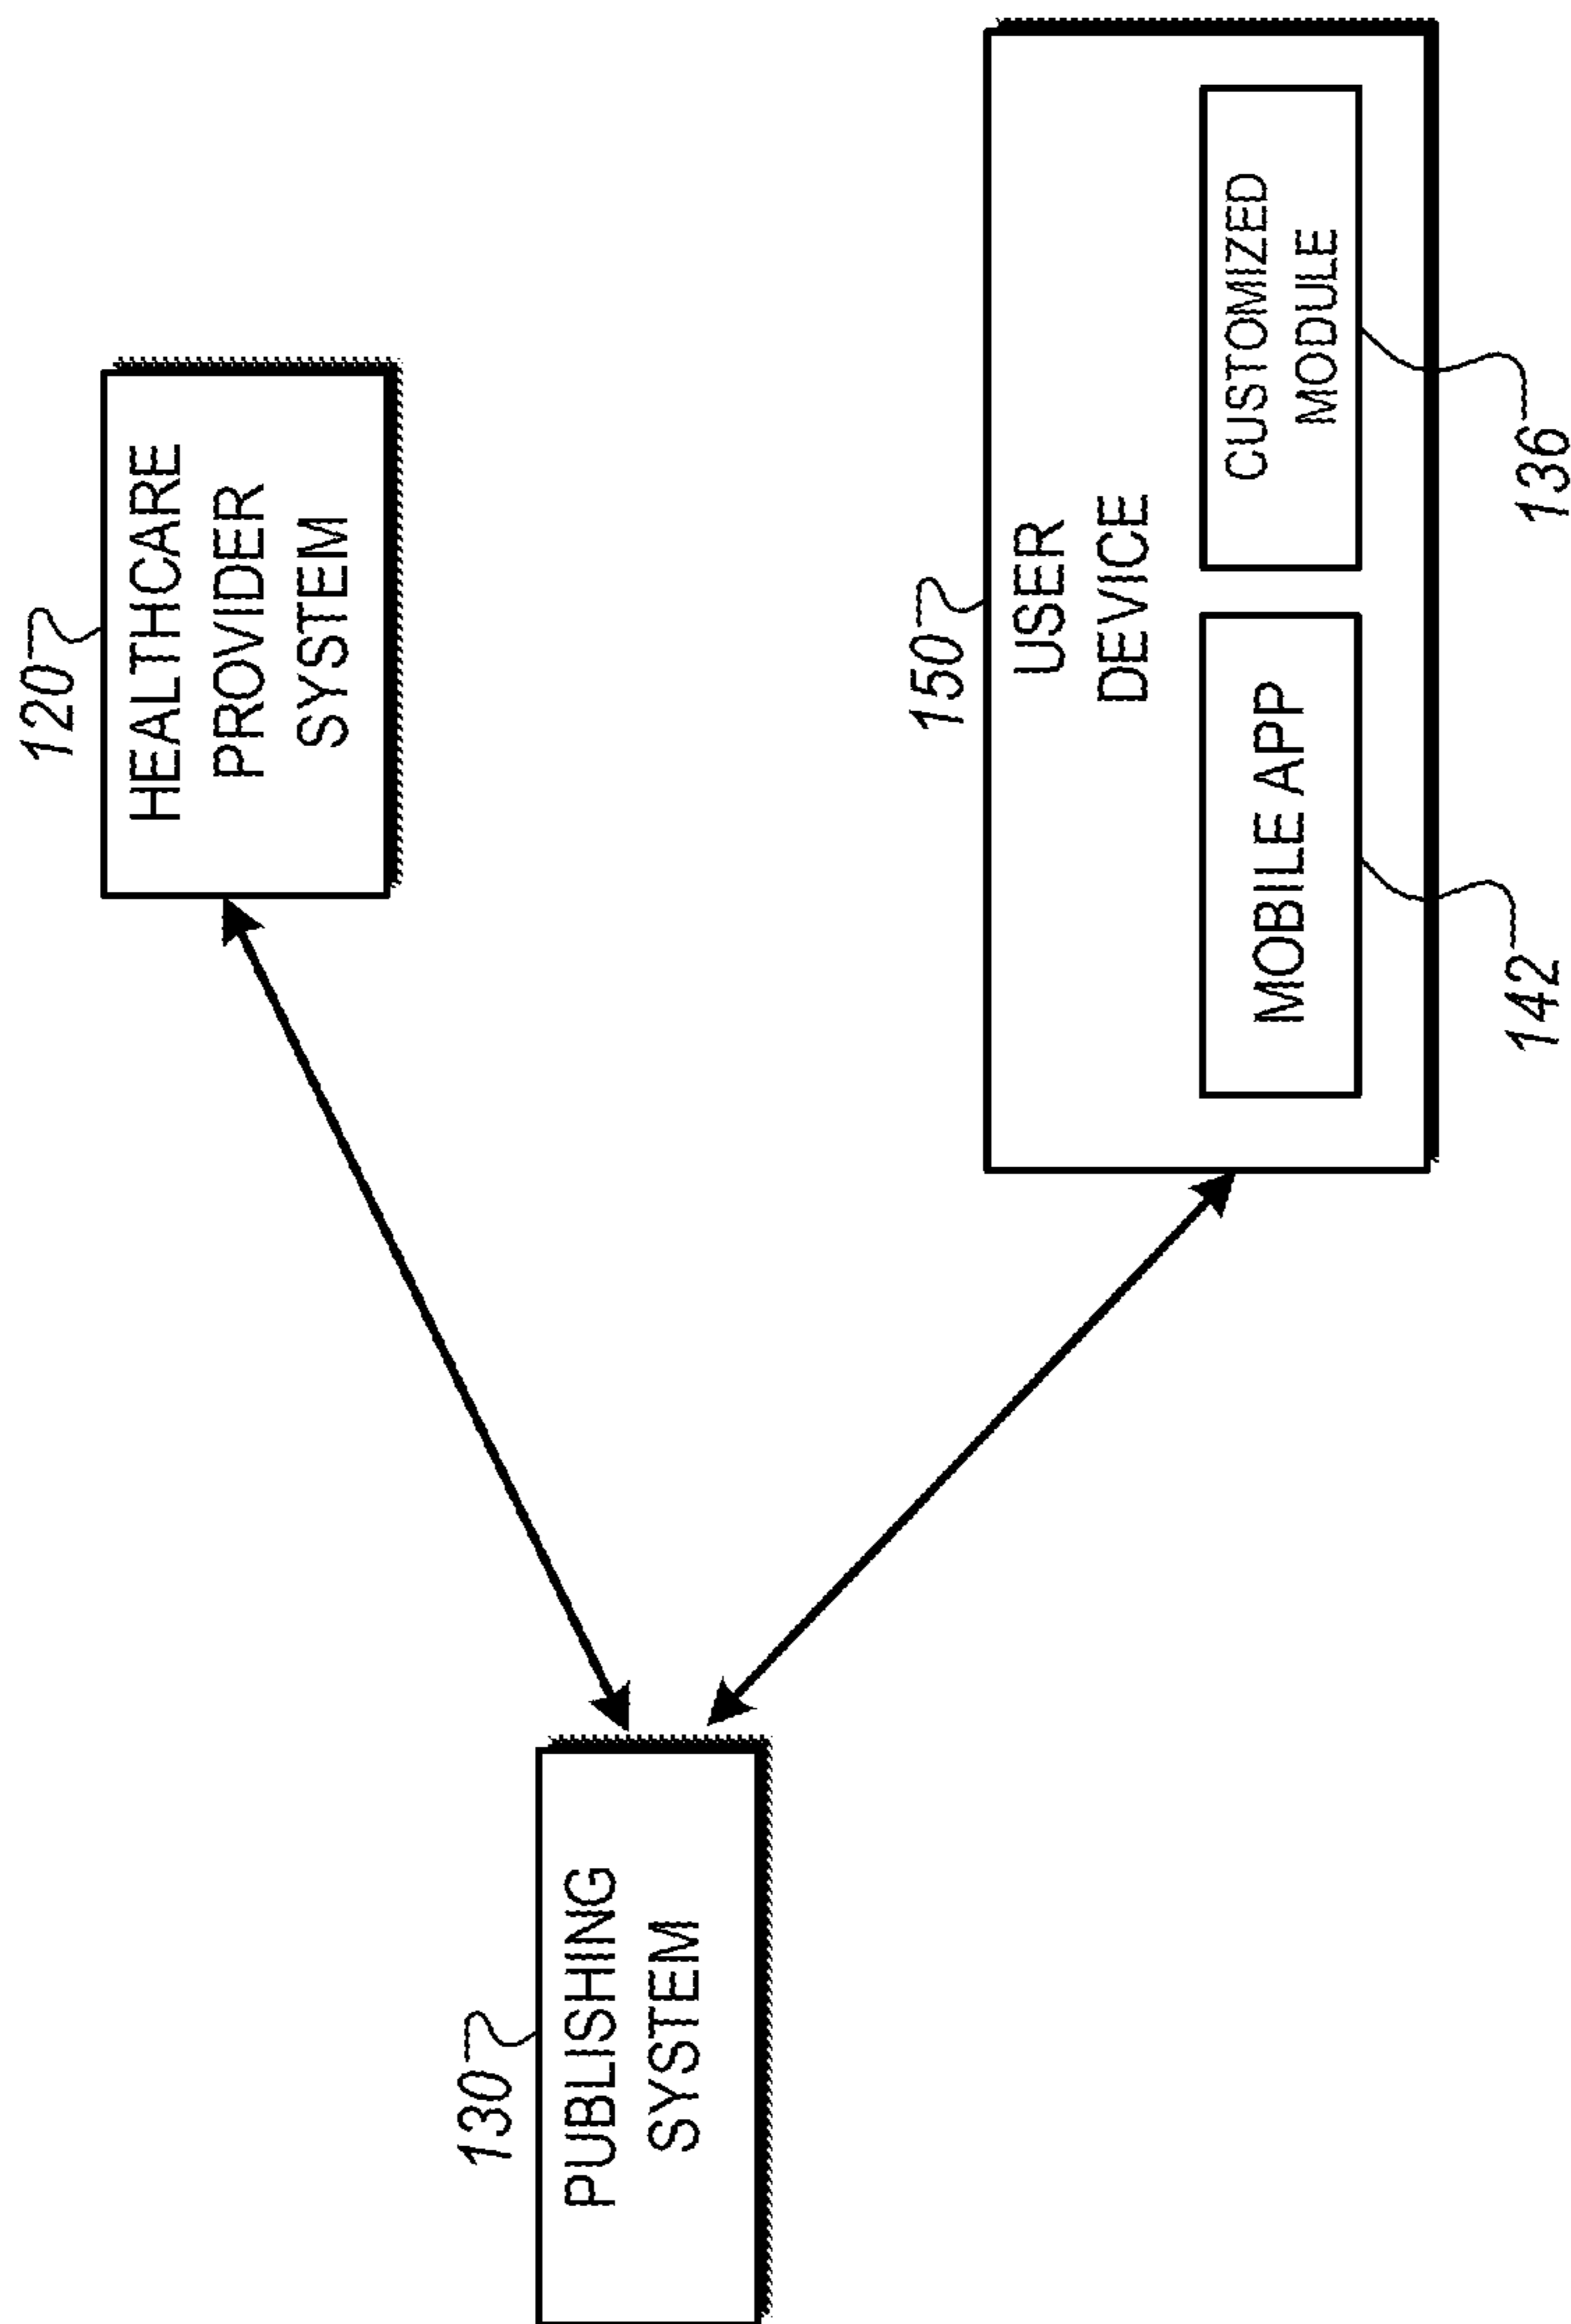 120
HEALTHCARE
PROVIDER
SYSTEM
130
PUBLISHING
SYSTEM
150
USER
DEVICE
MOBILE APP
CUSTOMIZED
MODULE
142
136